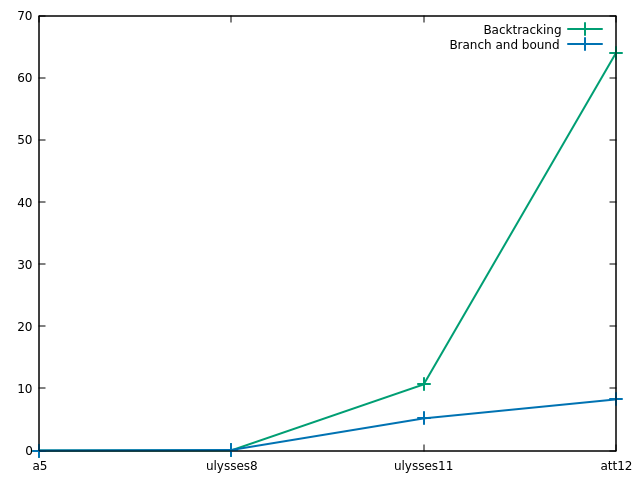 70
60
50
40
30
20
10
0
Backtracking
Branch and bound
a5
ulysses8
ulysses11
att12